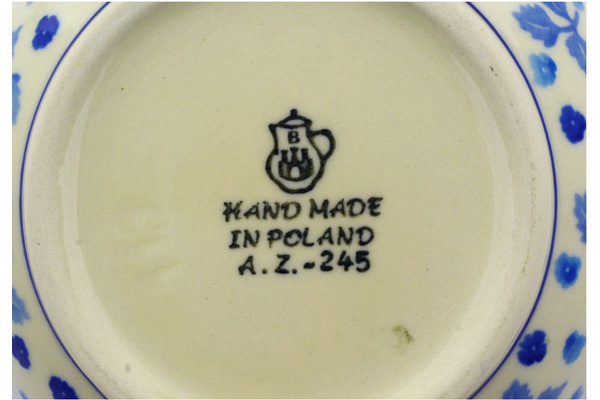 B
HAND MADE
IN POLAND
A.Z.-245